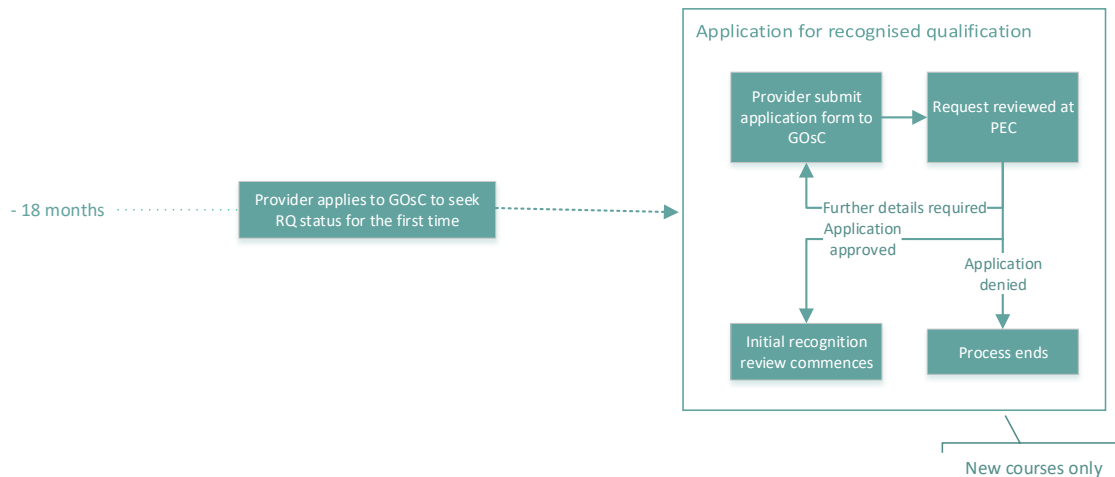 Application for recognised qualification
Provider submit
application form to
GOsC
Request reviewed at
PEC
- 18 months
Provider applies to GOsC to seek
RQ status for the first time
Further details required
Application
approved
Application
denied
Initial recognition
review commences
Process ends
New courses only